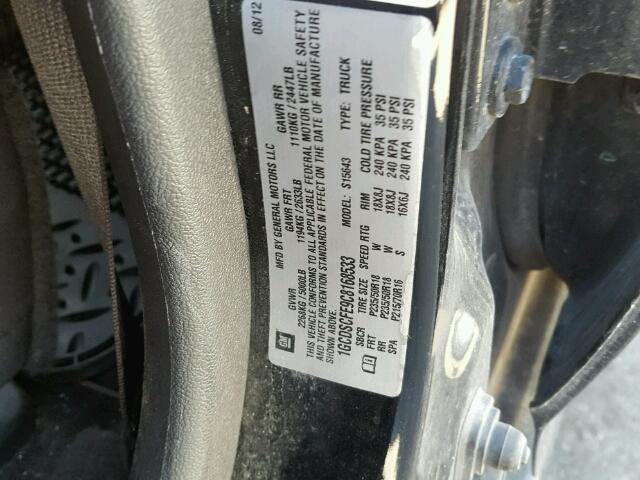 MFD BY GENERAL MOTORS LLC 08/12
GVWR GAWR FRT GAWR RR
2268KG / 5000LB 1194KG / 2633LB 1110KG / 2447LB
THIS VEHICLE CONFORMS TO ALL APPLICABLE FEDERAL MOTOR VEHICLE SAFETY
AND THEFT PREVENTION STANDARDS IN EFFECT ON THE DATE OF MANUFACTURE
SHOWN ABOVE.
GM
1GCDSCFE9C8168533 MODEL: S15643 TYPE: TRUCK
SBCR TIRE SIZE SPEED RTG RIM COLD TIRE PRESSURE
FRT P235/50R18 W 18X8J 240 KPA 35 PSI
RR P235/50R18 W 18X8J 240 KPA 35 PSI
SPA P215/70R16 S 16X6J 240 KPA 35 PSI